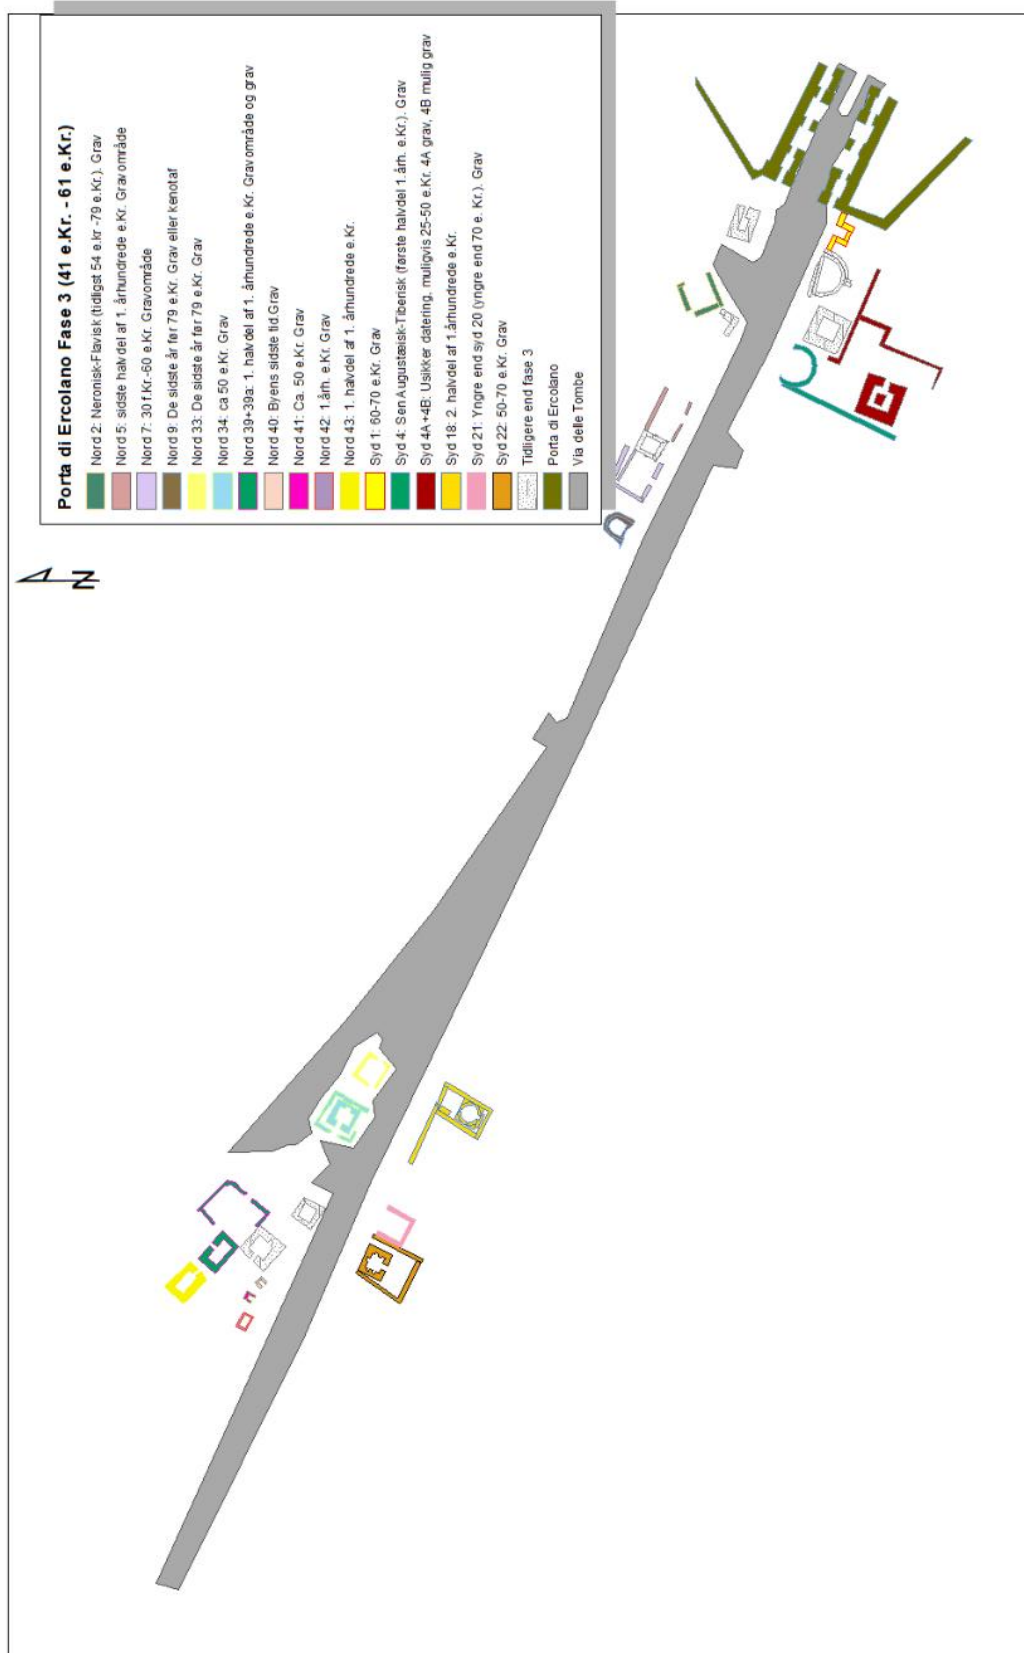 Porta di Ercolano Fase 3 (41 e.Kr. - 61 e.Kr.)
Nord 2: Neronisk-Flavisk (tidligst 54 e.kr -79 e.Kr.). Grav
Nord 5: sidste halvdel af 1. århundrede e.Kr. Gravområde
Nord 7: 30 f.Kr.-60 e.Kr. Gravområde
Nord 9: De sidste år før 79 e.Kr. Grav eller kenotaf
Nord 33: De sidste år før 79 e.Kr. Grav
Nord 34: ca 50 e.Kr. Grav
Nord 39+39a: 1. halvdel af 1. århundrede e.Kr. Gravområde og grav
Nord 40: Byens sidste tid.Grav
Nord 41: Ca. 50 e.Kr. Grav
Nord 42: 1.årh. e.Kr. Grav
Nord 43: 1. halvdel af 1. århundrede e.Kr.
Syd 1: 60-70 e.Kr. Grav
Syd 4: Sen Augustæisk-Tiberisk (første halvdel 1.årh. e.Kr.). Grav
Syd 4A+4B: Usikker datering, muligvis 25-50 e.Kr. 4A grav, 4B mulig grav
Syd 18: 2. halvdel af 1.århundrede e.Kr.
Syd 21: Yngre end syd 20 (yngre end 70 e. Kr.). Grav
Syd 22: 50-70 e.Kr. Grav
Tidligere end fase 3
Porta di Ercolano
Via delle Tombe
N